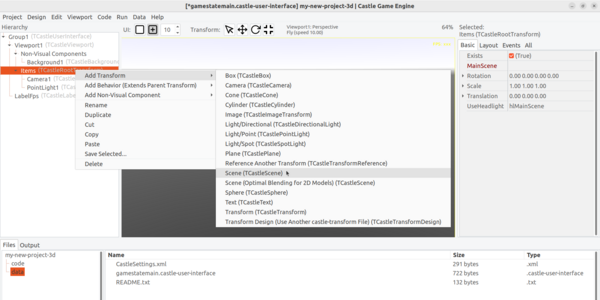 [*gamestatemain.castle-user-interface] my-new-project-3d | Castle Game Engine
Project Design Edit Viewport Code Run Data Help
Hierarchy
UI: 10 Transform: Viewport1: Perspective
Fly (speed 10.00) 64%
Group1 (TCastleUserInterface)
Viewport1 (TCastleViewport)
Non-Visual Components
Background1 (TCastleBackground
Items (TCastleRoot
Camera1 (TCastle
PointLight1 (TCas
LabelFps (TCastleLabe
Add Transform
Add Behavior (Extends Parent Transform)
Add Non-Visual Component
Rename
Duplicate
Cut
Copy
Paste
Save Selected...
Delete
Box (TCastleBox)
Camera (TCastleCamera)
Cone (TCastleCone)
Cylinder (TCastleCylinder)
Image (TCastleImageTransform)
Light/Directional (TCastleDirectionalLight)
Light/Point (TCastlePointLight)
Light/Spot (TCastleSpotLight)
Plane (TCastlePlane)
Reference Another Transform (TCastleTransformReference)
Scene (TCastleScene)
Scene (Optimal Blending for 2D Models) (TCastleScene)
Sphere (TCastleSphere)
Text (TCastleText)
Transform (TCastleTransform)
Transform Design (Use Another castle-transform File) (TCastleTransformDesign)
Selected:
Items (TCastleRootTransform)
Basic Layout Events All
Exists (True)
MainScene
Rotation 0.00 0.00 0.00 0.00
Scale 1.00 1.00 1.00
Translation 0.00 0.00 0.00
UseHeadlight hlMainScene
Files Output
my-new-project-3d
code
data
Name Size Type
CastleSettings.xml 291 bytes .xml
gamestatemain.castle-user-interface 722 bytes .castle-user-interface
README.txt 132 bytes .txt